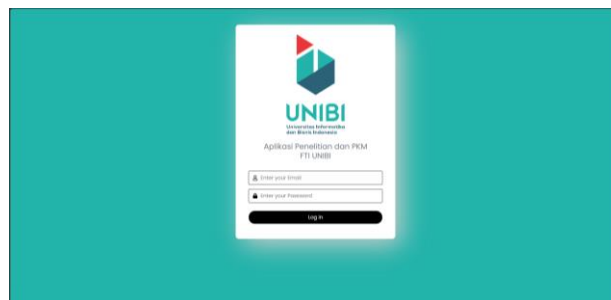 UNIBI
Universitas Informatika
dan Bisnis Indonesia
Aplikasi Penelitian dan PKM
FTI UNIBI
Enter your Email
Enter your Password
Log In